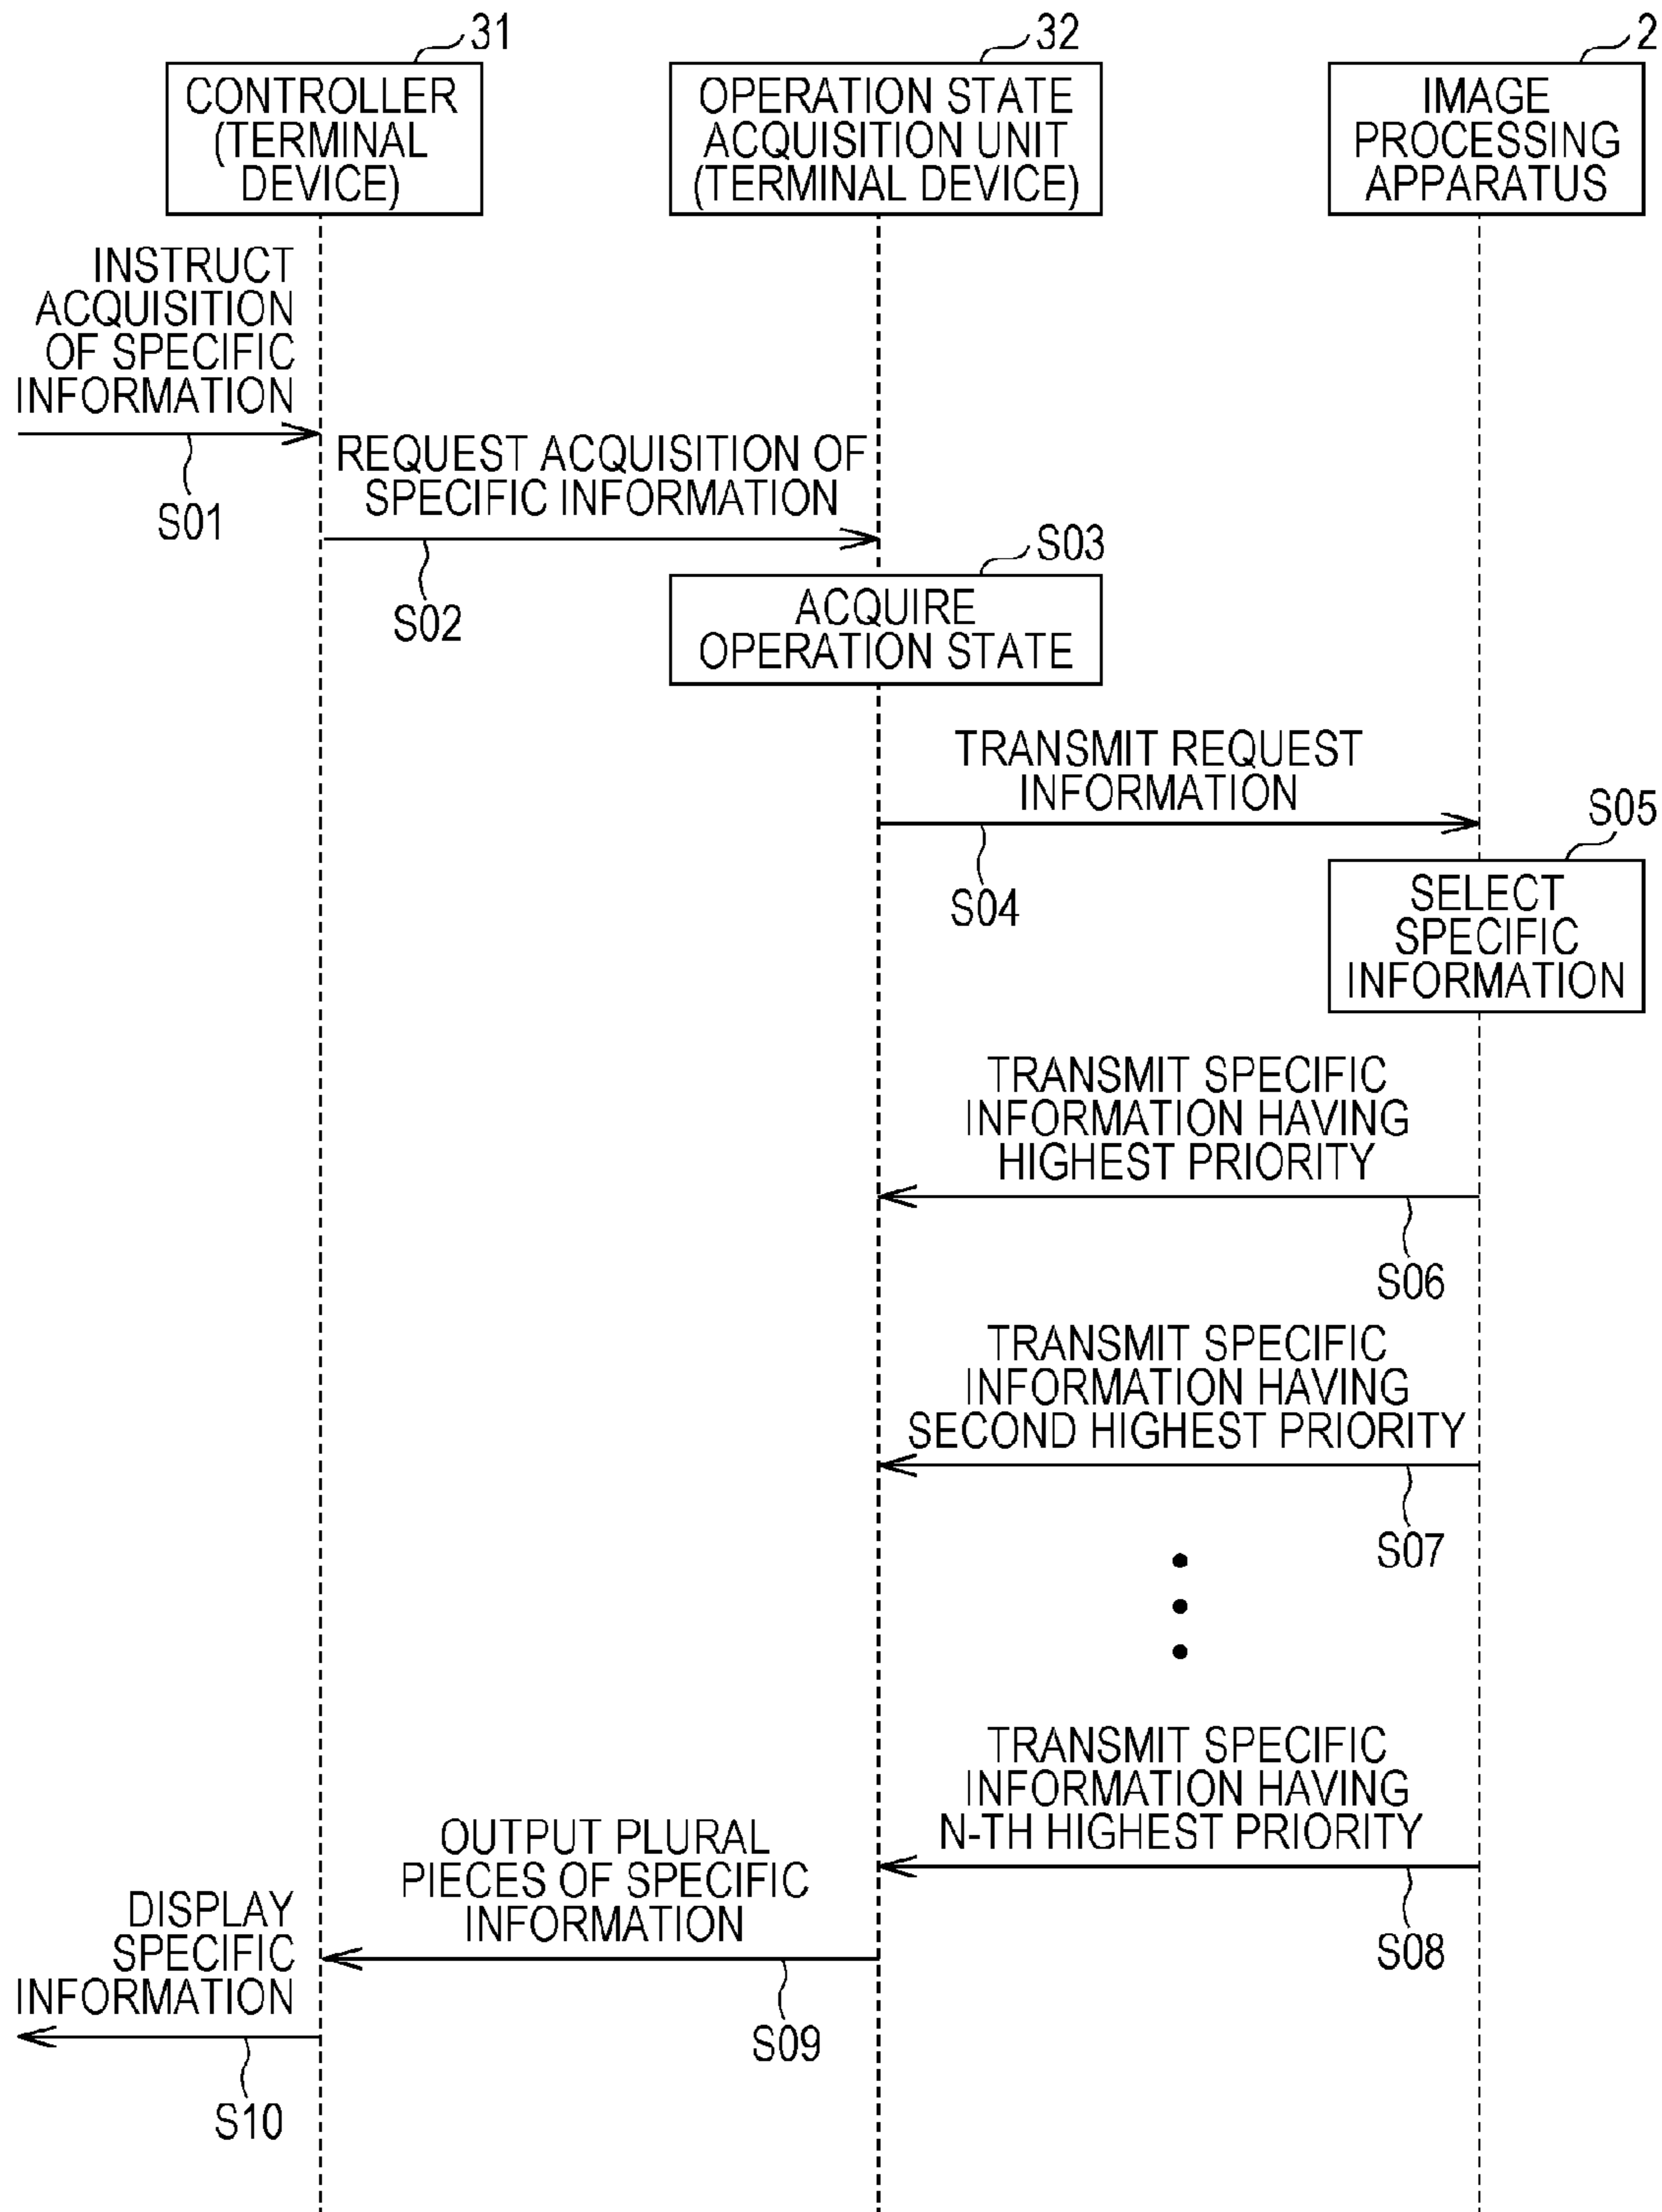 31
32
2
CONTROLLER
(TERMINAL
DEVICE)
OPERATION STATE
ACQUISITION UNIT
(TERMINAL DEVICE)
IMAGE
PROCESSING
APPARATUS
INSTRUCT
ACQUISITION
OF SPECIFIC
INFORMATION
S01
REQUEST ACQUISITION OF
SPECIFIC INFORMATION
S02
S03
ACQUIRE
OPERATION STATE
TRANSMIT REQUEST
INFORMATION
S04
S05
SELECT
SPECIFIC
INFORMATION
TRANSMIT SPECIFIC
INFORMATION HAVING
HIGHEST PRIORITY
S06
TRANSMIT SPECIFIC
INFORMATION HAVING
SECOND HIGHEST PRIORITY
S07
TRANSMIT SPECIFIC
INFORMATION HAVING
N-TH HIGHEST PRIORITY
S08
OUTPUT PLURAL
PIECES OF SPECIFIC
INFORMATION
S09
DISPLAY
SPECIFIC
INFORMATION
S10